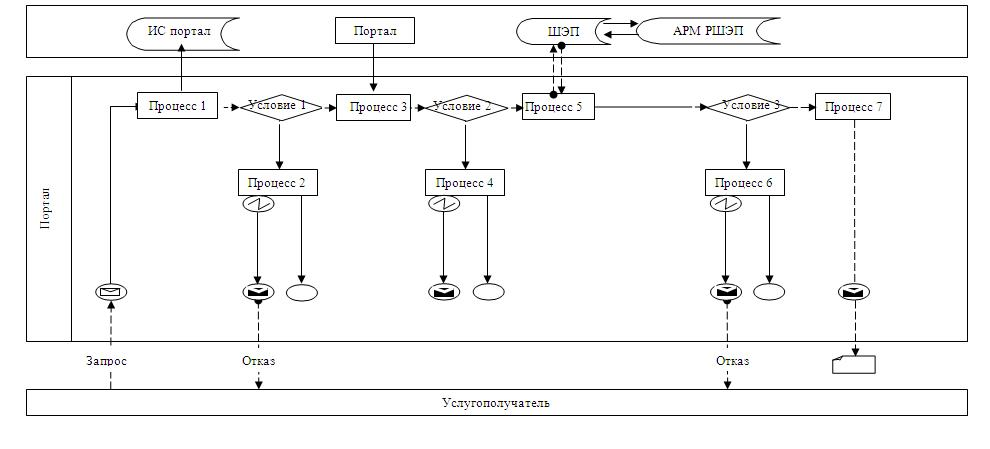 ИС портал
Портал
ШЭП
АРМ РШЭП
Портал
Процесс 1
Условие 1
Процесс 3
Условие 2
Процесс 5
Условие 3
Процесс 7
Процесс 2
Процесс 4
Процесс 6
Запрос
Отказ
Отказ
Услугополучатель